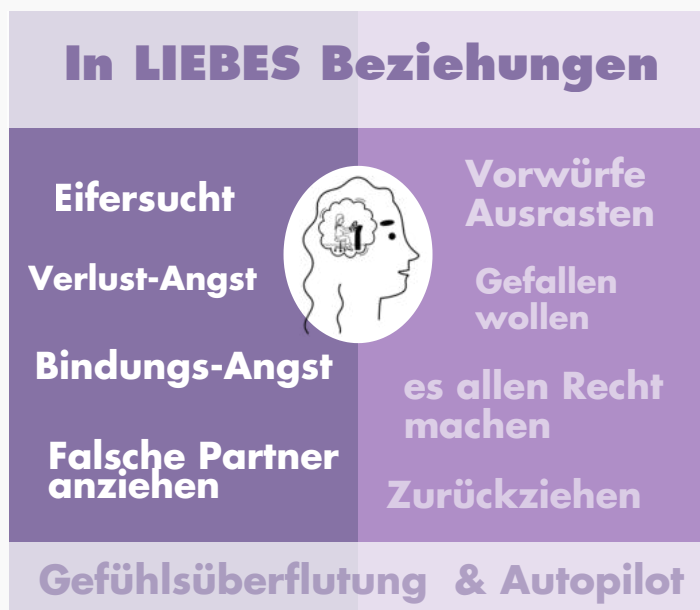 In LIEBES Beziehungen
Eifersucht
Verlust-Angst
Bindungs-Angst
Falsche Partner
anziehen
Vorwürfe
Ausrasten
Gefallen
wollen
es allen Recht
machen
Zurückziehen
Gefühlsüberflutung & Autopilot